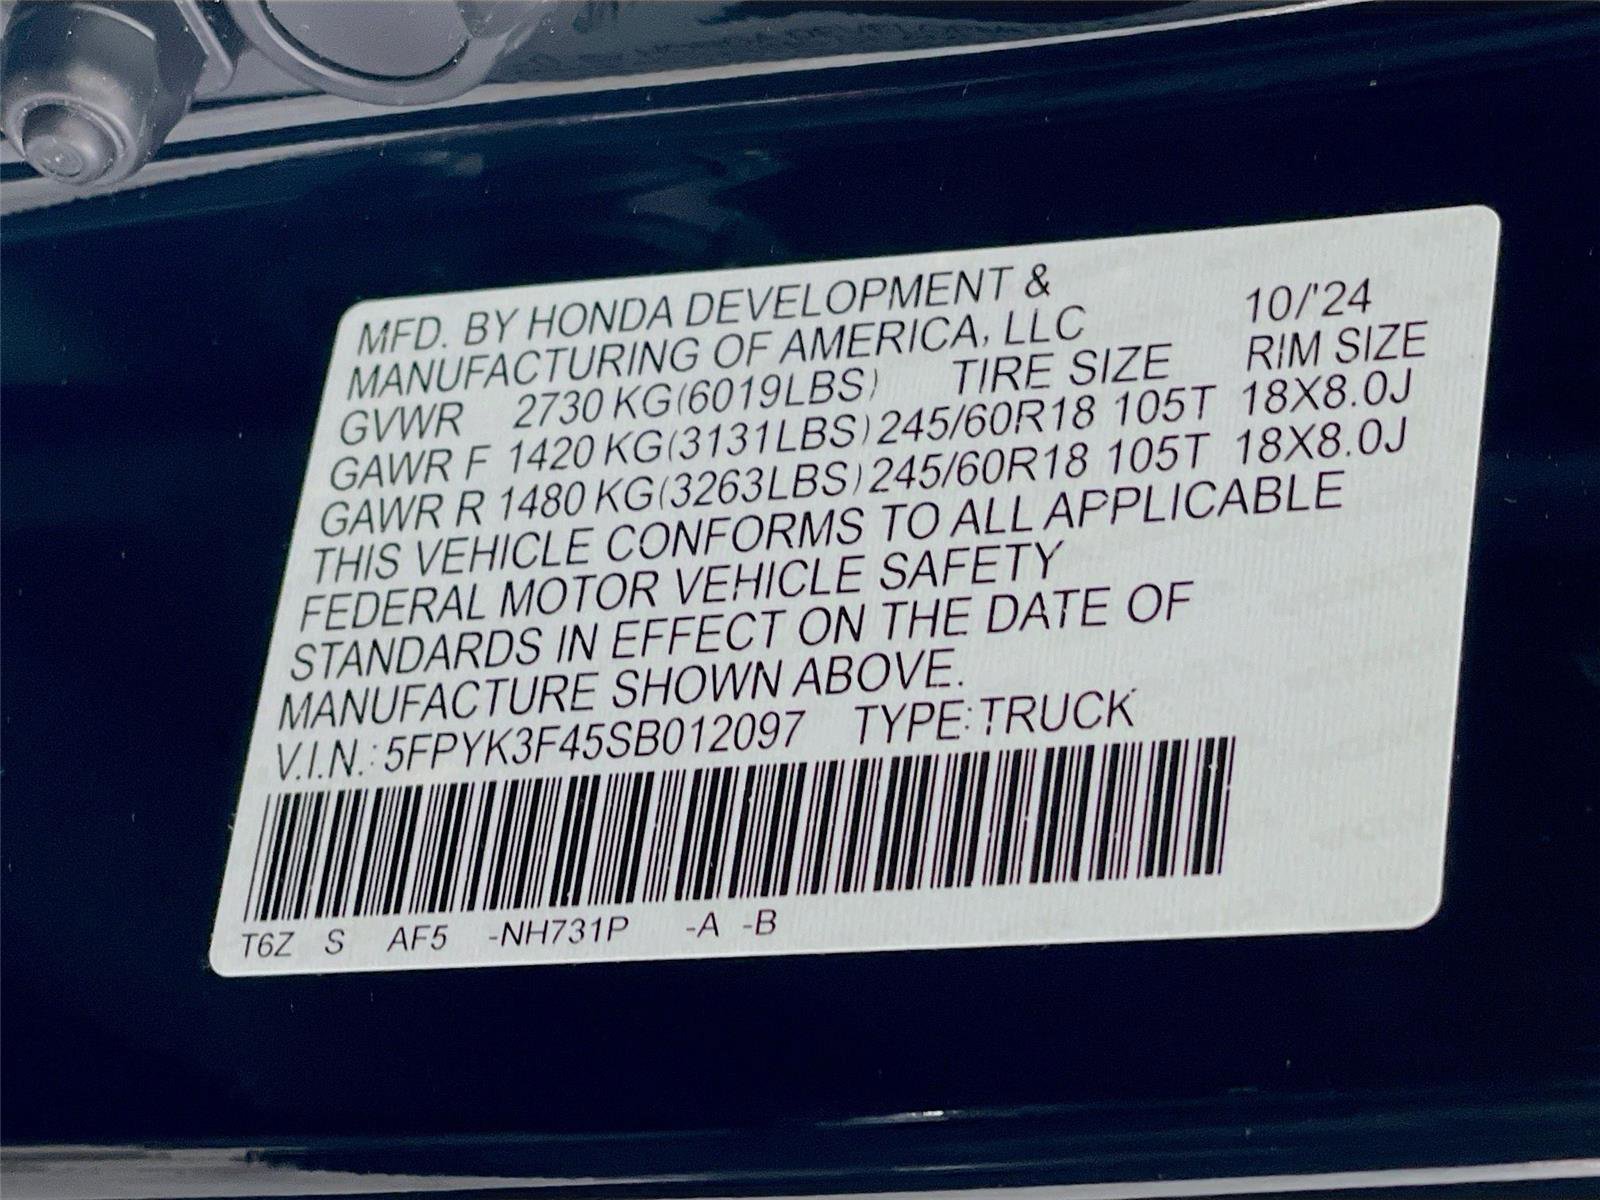 MFD. BY HONDA DEVELOPMENT &
MANUFACTURING OF AMERICA, LLC 10/'24
GVWR 2730 KG(6019LBS) TIRE SIZE RIM SIZE
GAWR F 1420 KG(3131LBS) 245/60R18 105T 18X8.0J
GAWR R 1480 KG(3263LBS) 245/60R18 105T 18X8.0J
THIS VEHICLE CONFORMS TO ALL APPLICABLE
FEDERAL MOTOR VEHICLE SAFETY
STANDARDS IN EFFECT ON THE DATE OF
MANUFACTURE SHOWN ABOVE.
V.I.N.: 5FPYK3F45SB012097 TYPE: TRUCK
T6Z S AF5 -NH731P -A -B